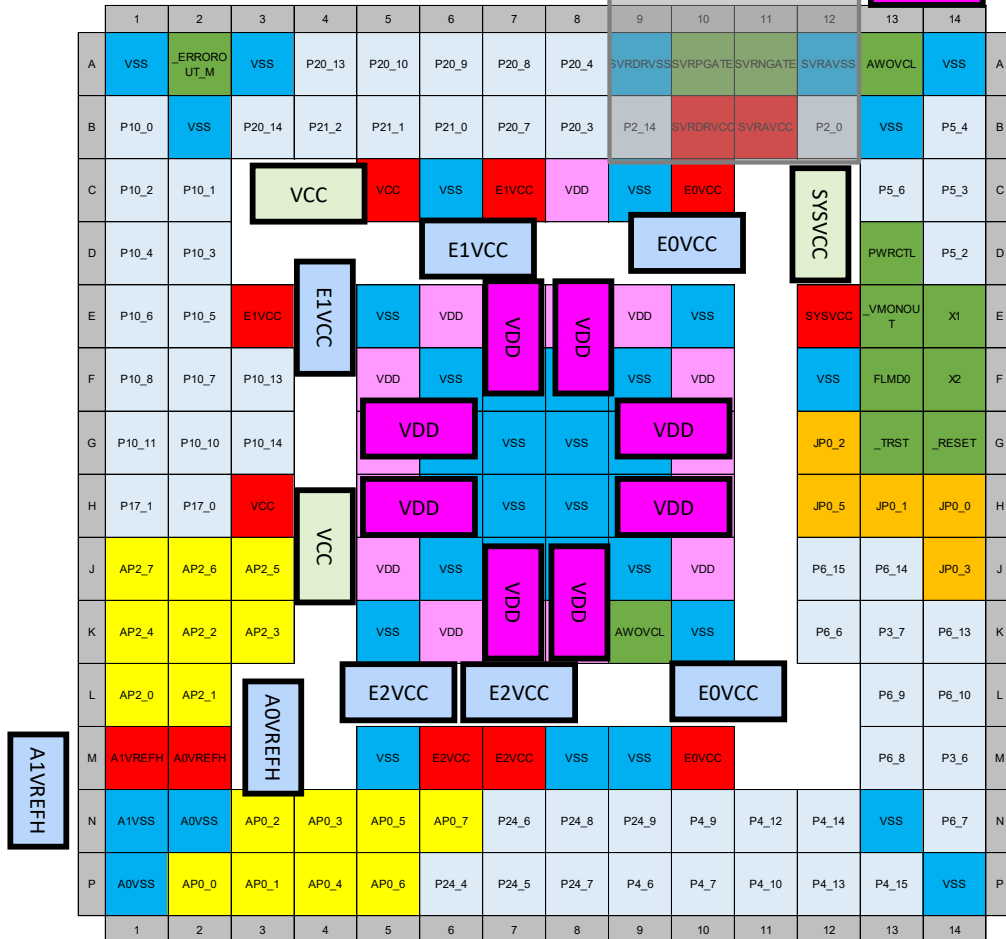 1 2 3 4 5 6 7 8 9 10 11 12 13 14
A VSS _ERRORO P20_13 VSS P20_10 P20_9 P20_8 P20_4 SVRDRVSS SVRPGATE SVRNGATE SVRAVSS AWOVCL VSS A
UT_M
B P10_0 VSS P20_14 P21_2 P21_1 P21_0 P20_7 P20_3 P2_14 SVRDRVCC SVRAVCC P2_0 VSS P5_4 B
C P10_2 P10_1 VCC VCC VSS E1VCC VDD VSS E0VCC SYSVCC P5_6 P5_3 C
D P10_4 P10_3 E1VCC E0VCC PWRCTL P5_2 D
E P10_6 P10_5 E1VCC E1VCC VSS VDD VDD VDD VDD VSS SYSVCC _VMONOU X1 E
T
F P10_8 P10_7 P10_13 VDD VSS VSS VDD VSS FLMD0 X2 F
G P10_11 P10_10 P10_14 VDD VSS VSS VDD JP0_2 _TRST _RESET G
H P17_1 P17_0 VCC VCC VDD VSS VSS VDD JP0_5 JP0_1 JP0_0 H
J AP2_7 AP2_6 AP2_5 VDD VSS VDD VDD VSS VDD P6_15 P6_14 JP0_3 J
K AP2_4 AP2_2 AP2_3 VSS VDD AWOVCL VSS P6_6 P3_7 P6_13 K
L AP2_0 AP2_1 A0VREFH E2VCC E2VCC E0VCC P6_9 P6_10 L
A1VREFH M A1VREFH A0VREFH VSS E2VCC E2VCC VSS VSS E0VCC P6_8 P3_6 M
N A1VSS A0VSS AP0_2 AP0_3 AP0_5 AP0_7 P24_6 P24_8 P24_9 P4_9 P4_12 P4_14 VSS P6_7 N
P A0VSS AP0_0 AP0_1 AP0_4 AP0_6 P24_4 P24_5 P24_7 P4_6 P4_7 P4_10 P4_13 P4_15 VSS P
1 2 3 4 5 6 7 8 9 10 11 12 13 14